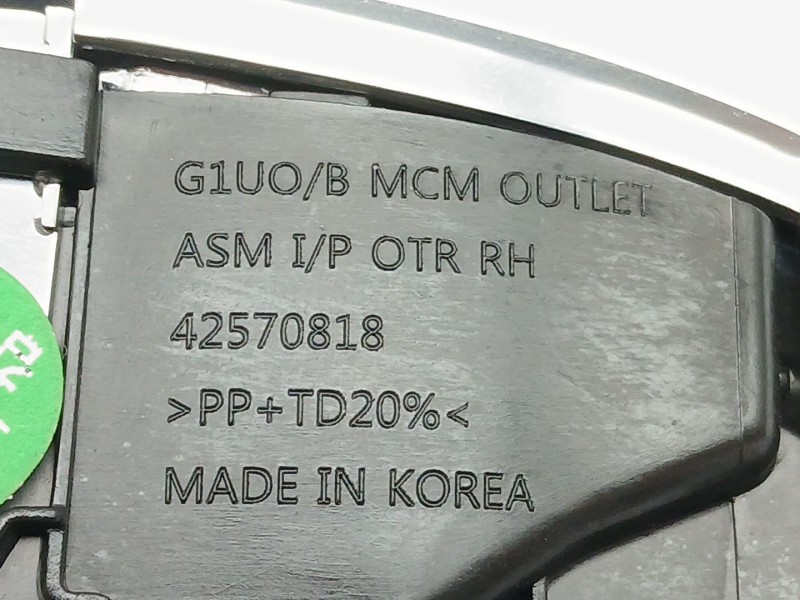 G1UO/B MCM OUTLET
ASM I/P OTR RH
42570818
>PP+TD20%<
MADE IN KOREA
R